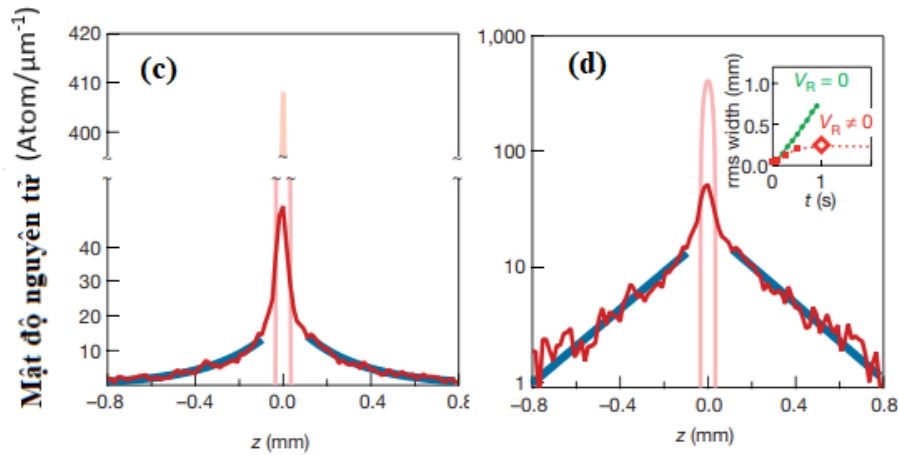 Mật độ nguyên tử (Atom/μm⁻¹)
(c)
420
410
400
~ ~ ~ ~ ~
~ ~ ~ ~ ~
40
30
20
10
−0.8 −0.4 0.0 0.4 0.8
z (mm)
(d)
1,000
100
10
1
−0.8 −0.4 0.0 0.4 0.8
z (mm)
rms width (mm)
1.0
0.5
0.0
V_R = 0
V_R ≠ 0
0 1
t (s)